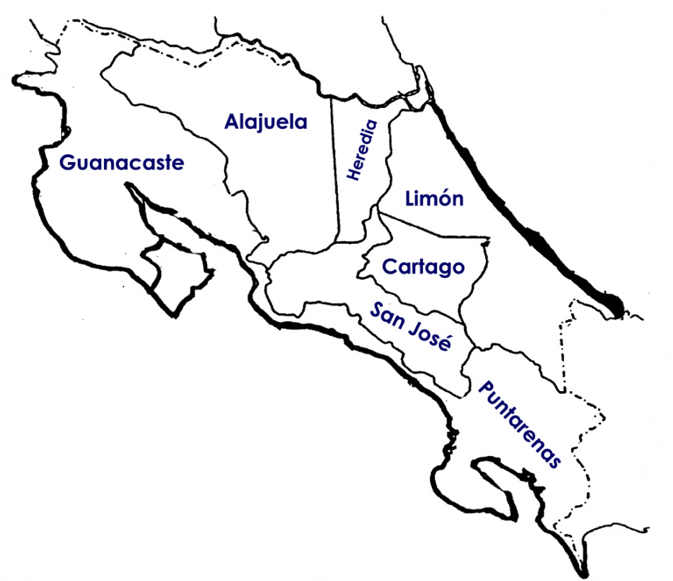 Alajuela
Heredia
Guanacaste
Limón
Cartago
San José
Puntarenas